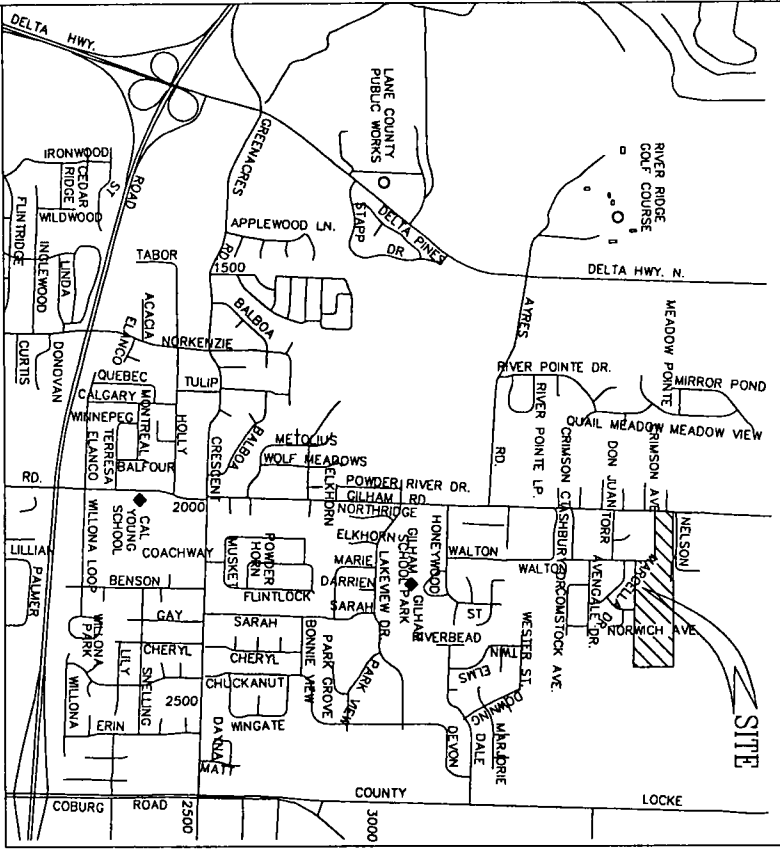 DELTA HWY.
LANE COUNTY
PUBLIC WORKS
RIVER RIDGE
GOLF COURSE
GREENACRES
RD.
1500
IRONWOOD
ST.
ROAD
CEDAR
RIDGE
WILDWOOD
FLINTRIDGE
INGLEWOOD
LINDA
APPLEWOOD LN.
STAPP
DR
DELTA PINES
DELTA HWY. N.
TABOR
ACACIA
ELANCO
NORKENZIE
BALBOA
AYRES
RD.
MEADOW POINTE
MIRROR POND
RIVER POINTE DR.
RIVER POINTE LP.
QUAIL MEADOW
MEADOW VIEW
CURTIS
DONOVAN
QUEBEC
CALGARY
WINNEPEG
MONTREAL
TERRESA
ELANCO
BALFOUR
HOLLY
TULIP
CRESCENT
BALBOA
METOLIUS
WOLF MEADOWS
ELKHORN
POWDER RIVER DR.
GILHAM RD
NORTHRIDGE
CRIMSON AVE
DON JUAN
TORR
NELSON
RD.
2000
CAL
YOUNG
SCHOOL
WILLONA LOOP
LILLIAN
PALMER
COACHWAY
BENSON
GAY
MUSKET
POWDER
HORN
FLINTLOCK
ELKHORN
MARIE
DARRIEN
SARAH
LAKEVIEW DR.
GILHAM
SCHOOL PARK
GILHAM
HONEYWOOD
WALTON
WALTON
ST
RIVERBEAD
AVENGALE DR.
COMSTOCK AVE.
MARCELLA
DR.
NORWICH AVE.
WESTER ST.
TWIN
ELMS
DOWNING
MARJORIE
DALE
DEVON
WILLONA
PARK
WILLONA
LILY
CHERYL
SNELLING
2500
ERIN
SARAH
CHERYL
CHUCKANUT
WINGATE
BONNIE VIEW
PARK GROVE
PARK VIEW
DAYNA
MATT
SITE
COBURG
ROAD
2500
3000
COUNTY
LOCKE